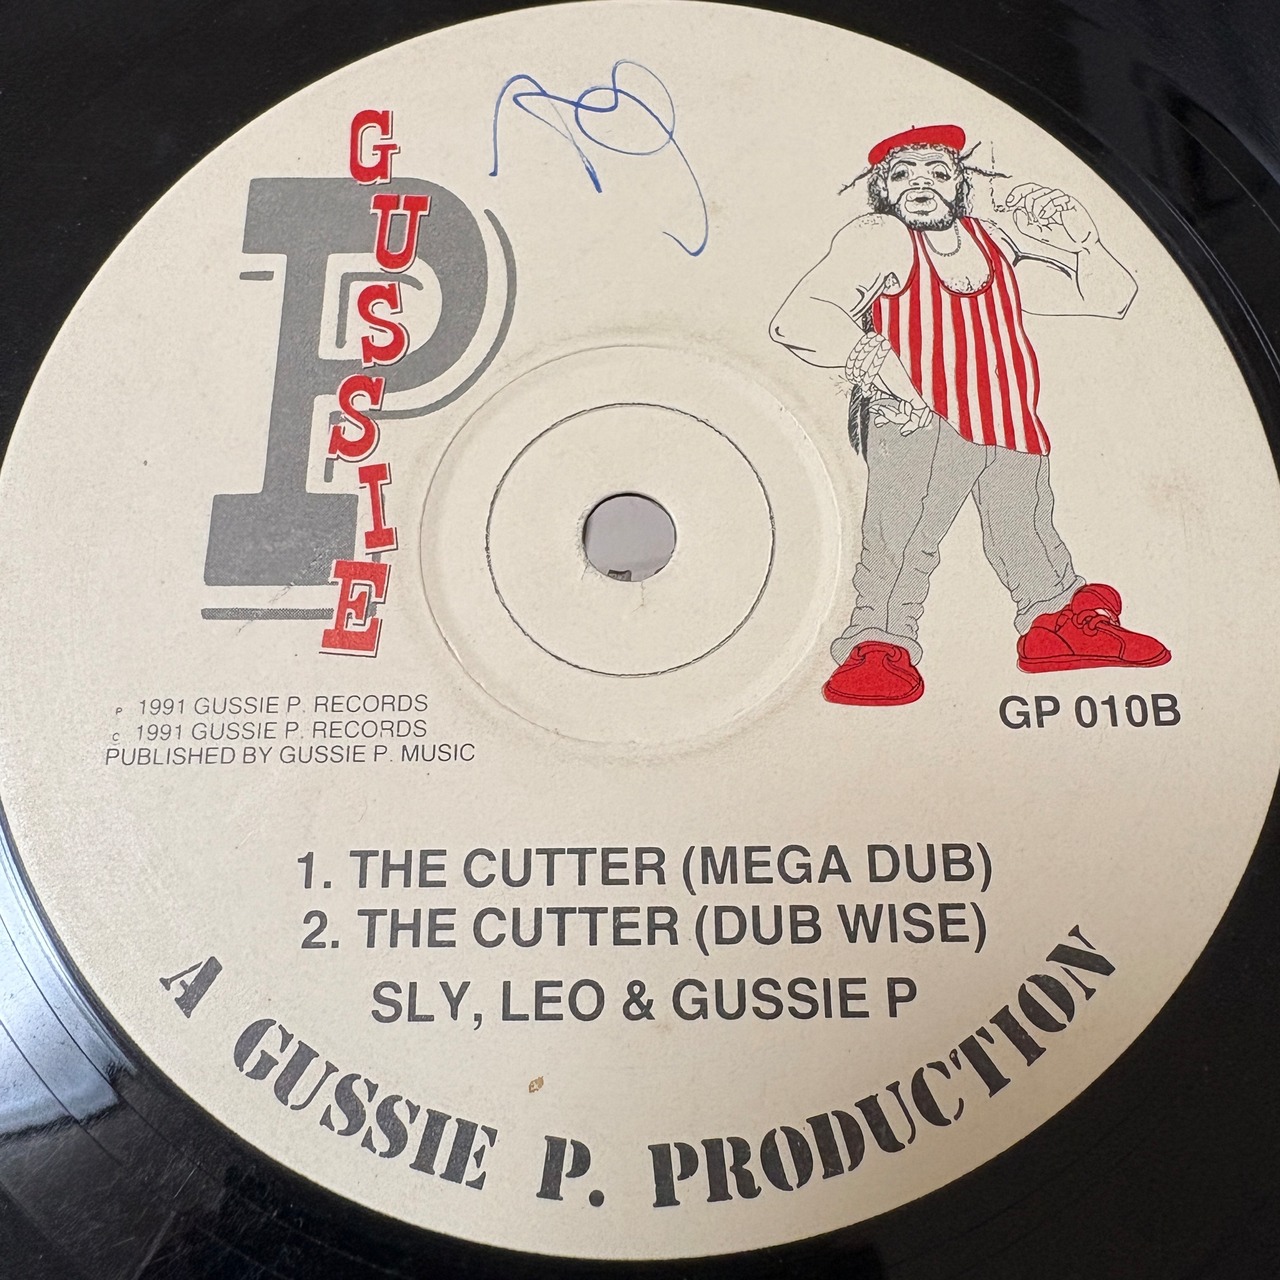 GUSSIE
P
℗ 1991 GUSSIE P. RECORDS
© 1991 GUSSIE P. RECORDS
PUBLISHED BY GUSSIE P. MUSIC
GP 010B
1. THE CUTTER (MEGA DUB)
2. THE CUTTER (DUB WISE)
SLY, LEO & GUSSIE P
A GUSSIE P. PRODUCTION